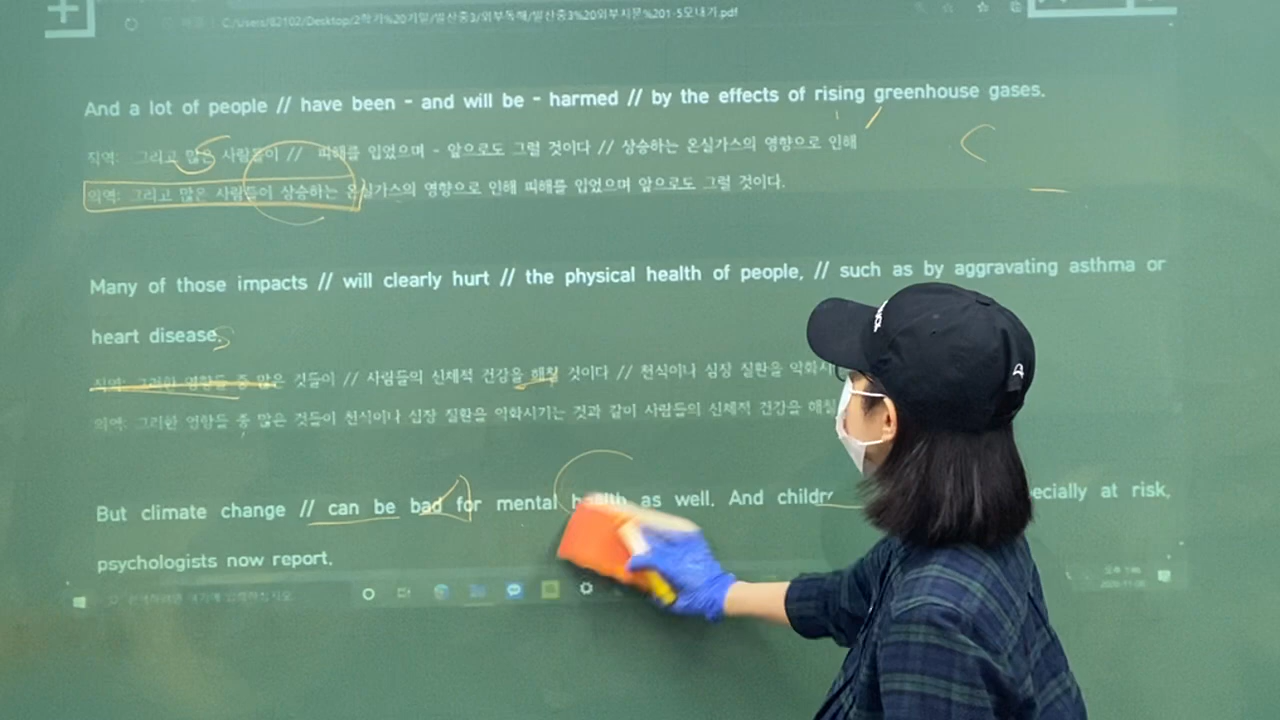 C:/Users/82102/Desktop/2학기%20기말/발산중3/외부독해/발산중3%20외부지문%201-5모내기.pdf
And a lot of people // have been - and will be - harmed // by the effects of rising greenhouse gases.
직역: 그리고 많은 사람들이 // 피해를 입었으며 - 앞으로도 그럴 것이다 // 상승하는 온실가스의 영향으로 인해
의역: 그리고 많은 사람들이 상승하는 온실가스의 영향으로 인해 피해를 입었으며 앞으로도 그럴 것이다.
Many of those impacts // will clearly hurt // the physical health of people, // such as by aggravating asthma or
heart disease.
직역: 그러한 영향들 중 많은 것들이 // 사람들의 신체적 건강을 해칠 것이다 // 천식이나 심장 질환을 악화시
의역: 그러한 영향들 중 많은 것들이 천식이나 심장 질환을 악화시키는 것과 같이 사람들의 신체적 건강을 해칠
But climate change // can be bad for mental health as well. And childr ecially at risk,
psychologists now report.